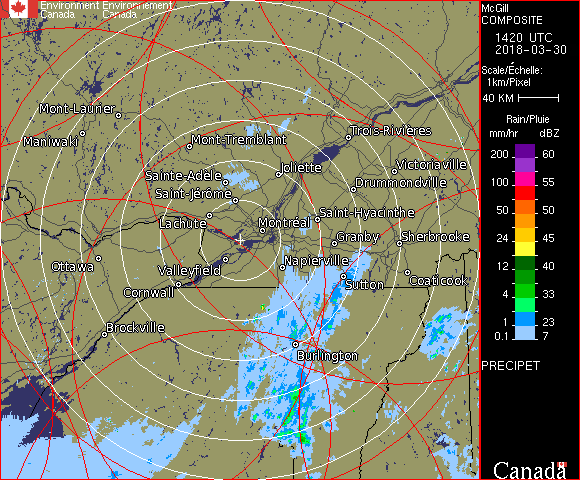 Environment Environnement
Canada Canada
McGill
COMPOSITE
1420 UTC
2018-03-30
Scale/Échelle:
1km/Pixel
40 KM
Rain/Pluie
mm/hr dBZ
200 60
100 55
50 50
24 45
12 40
4 33
1 23
0.1 7
PRECIPET
Canada
Mont-Laurier
Maniwaki
Mont-Tremblant
Trois-Rivières
Sainte-Adèle
Joliette
Victoriaville
Saint-Jérôme
Drummondville
Lachute
Montréal
Saint-Hyacinthe
Granby
Sherbrooke
Ottawa
Valleyfield
Napierville
Cornwall
Sutton
Coaticook
Brockville
Burlington